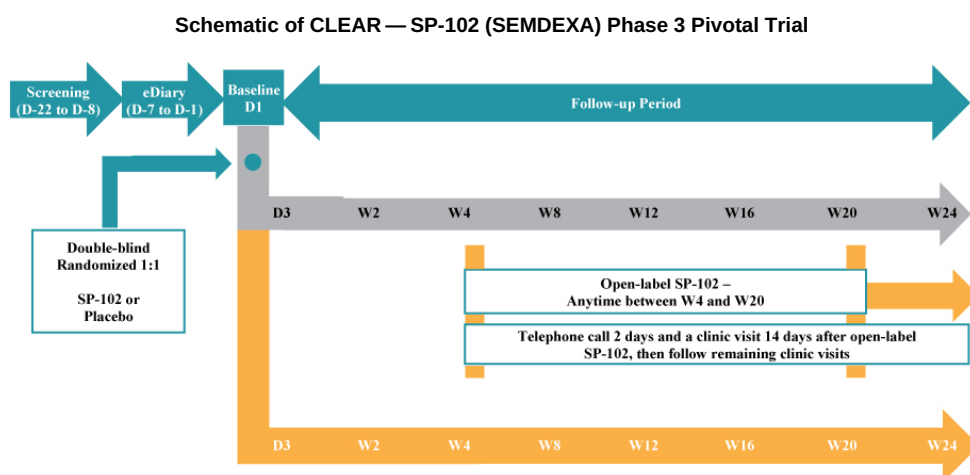 Schematic of CLEAR — SP-102 (SEMDEXA) Phase 3 Pivotal Trial
Screening
(D-22 to D-8)
eDiary
(D-7 to D-1)
Baseline
D1
Follow-up Period
D3 W2 W4 W8 W12 W16 W20 W24
Double-blind
Randomized 1:1
SP-102 or
Placebo
Open-label SP-102 –
Anytime between W4 and W20
Telephone call 2 days and a clinic visit 14 days after open-label
SP-102, then follow remaining clinic visits
D3 W2 W4 W8 W12 W16 W20 W24